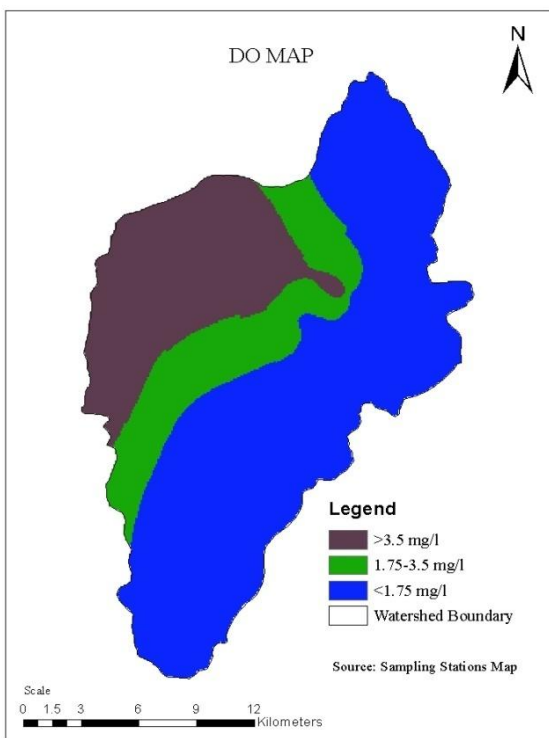 N
DO MAP
Legend
>3.5 mg/l
1.75-3.5 mg/l
<1.75 mg/l
Watershed Boundary
Source: Sampling Stations Map
Scale
0 1.5 3 6 9 12
Kilometers